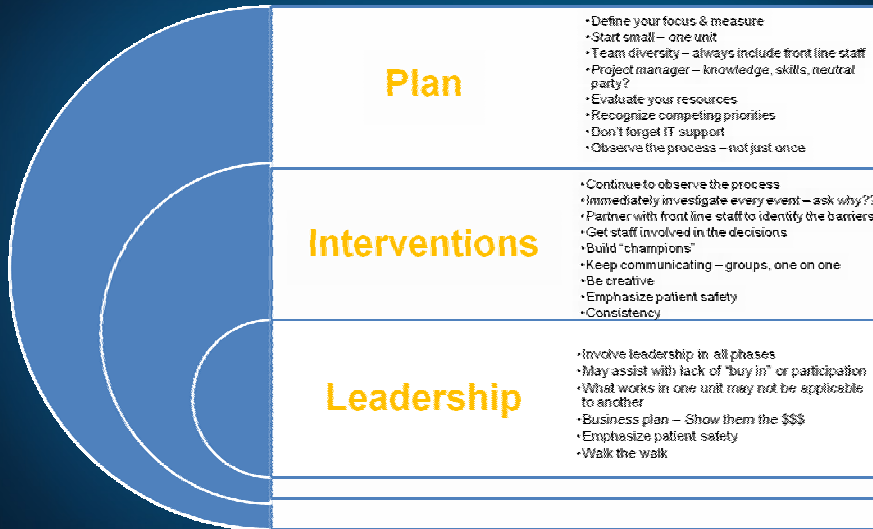 Plan
•Define your focus & measure
•Start small – one unit
•Team diversity – always include front line staff
•Project manager – knowledge, skills, neutral
party?
•Evaluate your resources
•Recognize competing priorities
•Don't forget IT support
•Observe the process – not just once
Interventions
•Continue to observe the process
•Immediately investigate every event – ask why??
•Partner with front line staff to identify the barriers
•Get staff involved in the decisions
•Build "champions"
•Keep communicating – groups, one on one
•Be creative
•Emphasize patient safety
•Consistency
Leadership
•Involve leadership in all phases
•May assist with lack of "buy in" or participation
•What works in one unit may not be applicable
to another
•Business plan – Show them the $$$
•Emphasize patient safety
•Walk the walk